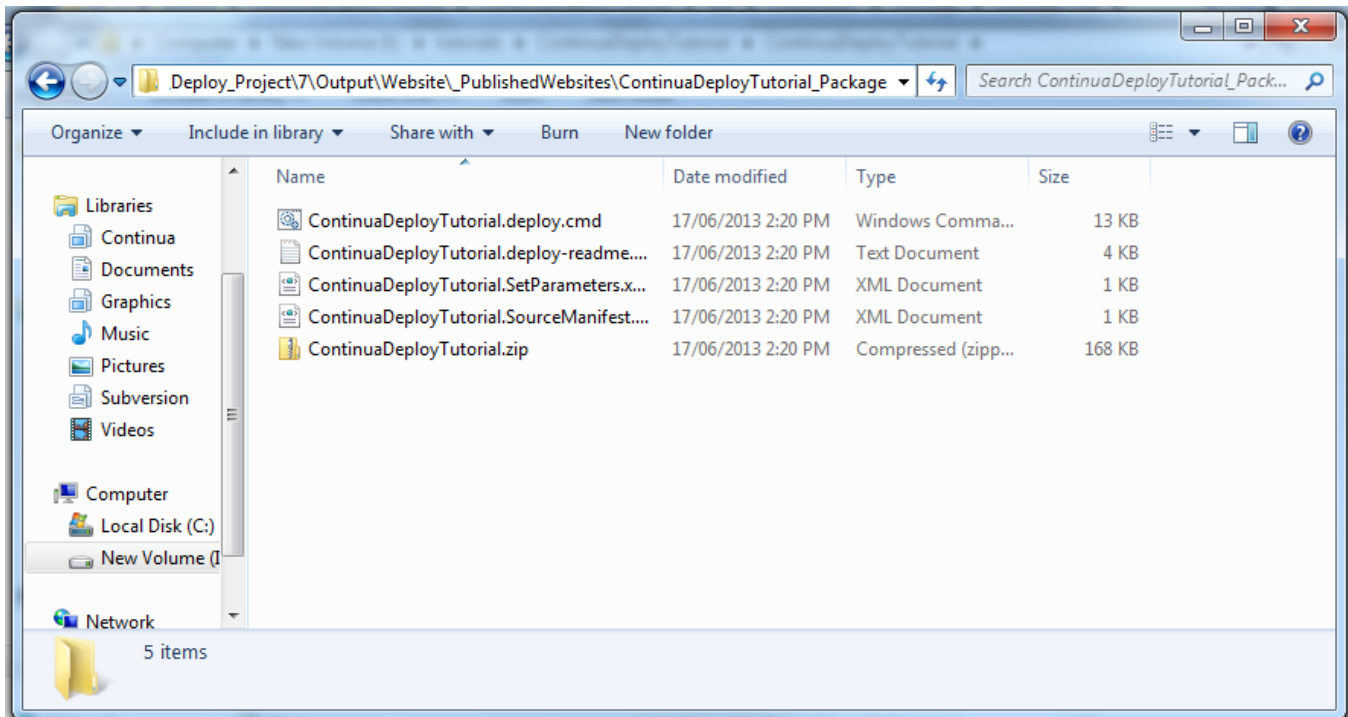 Deploy_Project\7\Output\Website\_PublishedWebsites\ContinuaDeployTutorial_Package
Search ContinuaDeployTutorial_Pack...
Organize Include in library Share with Burn New folder
Name Date modified Type Size
ContinuaDeployTutorial.deploy.cmd 17/06/2013 2:20 PM Windows Comma... 13 KB
ContinuaDeployTutorial.deploy-readme.... 17/06/2013 2:20 PM Text Document 4 KB
ContinuaDeployTutorial.SetParameters.x... 17/06/2013 2:20 PM XML Document 1 KB
ContinuaDeployTutorial.SourceManifest.... 17/06/2013 2:20 PM XML Document 1 KB
ContinuaDeployTutorial.zip 17/06/2013 2:20 PM Compressed (zipp... 168 KB
Libraries
Continua
Documents
Graphics
Music
Pictures
Subversion
Videos
Computer
Local Disk (C:)
New Volume (I
Network
5 items